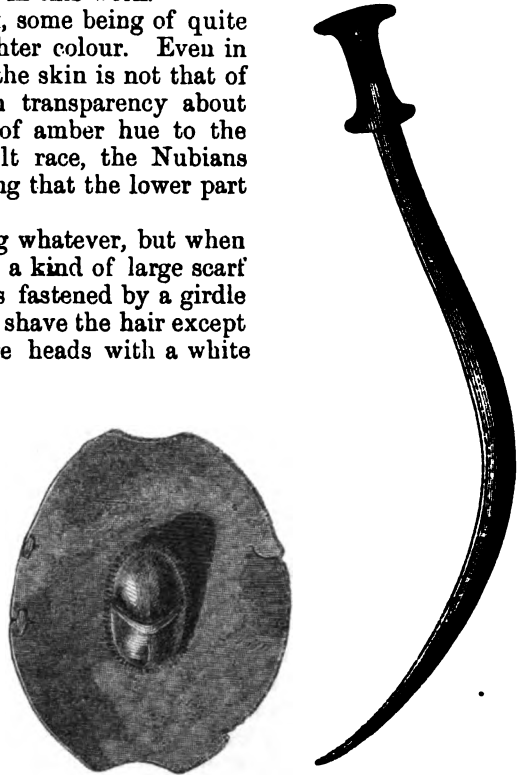 , some being of quite
hter colour. Even in
the skin is not that of
transparency about
of amber hue to the
lt race, the Nubians
ng that the lower part
g whatever, but when
a kind of large scarf
s fastened by a girdle
shave the hair except
e heads with a white